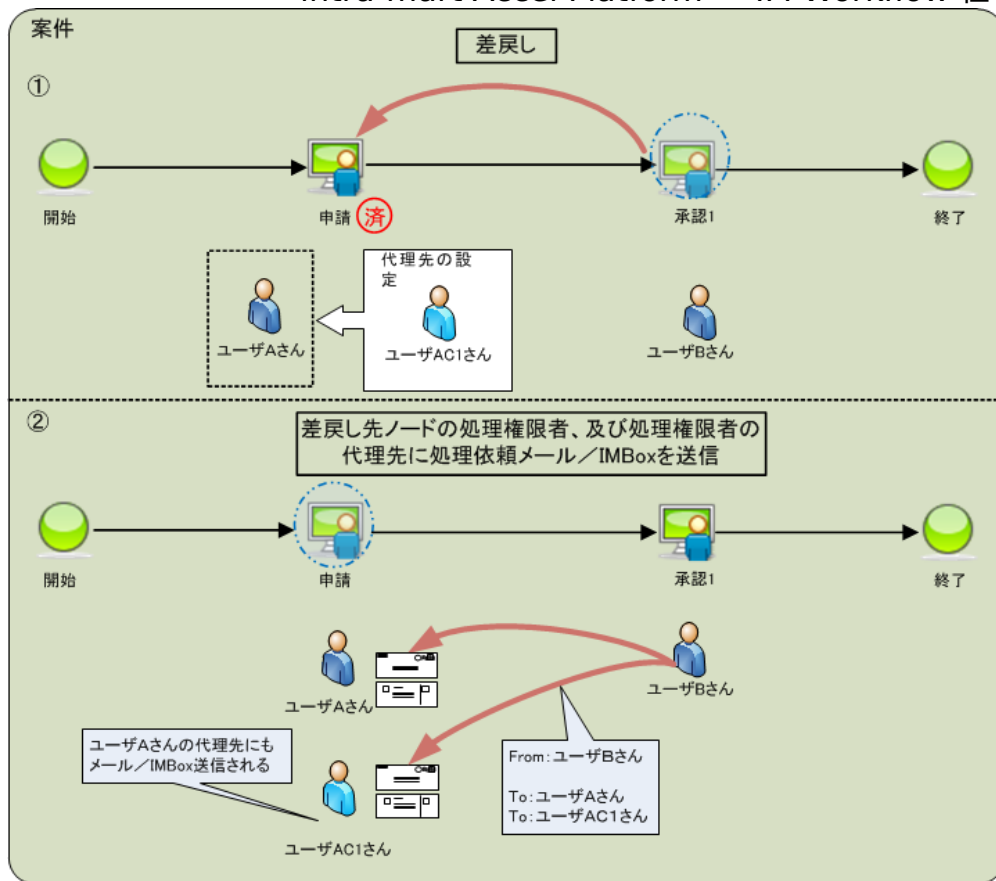 案件
差戻し
①
開始
申請 済
承認1
終了
代理先の設
定
ユーザAさん
ユーザAC1さん
ユーザBさん
②
差戻し先ノードの処理権限者、及び処理権限者の
代理先に処理依頼メール／IMBoxを送信
開始
申請
承認1
終了
ユーザAさん
ユーザBさん
ユーザAさんの代理先にも
メール／IMBox送信される
From:ユーザBさん
To:ユーザAさん
To:ユーザAC1さん
ユーザAC1さん